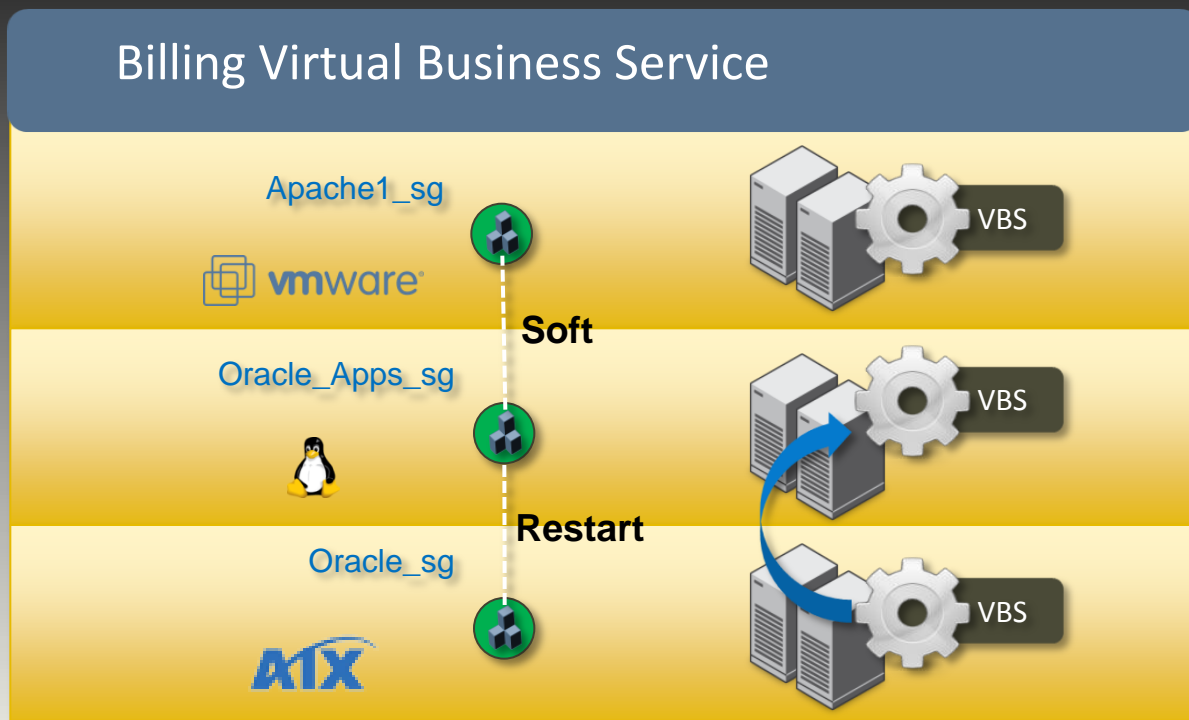 Billing Virtual Business Service
Apache1_sg
VBS
vmware®
Soft
Oracle_Apps_sg
VBS
Restart
Oracle_sg
VBS
AIX